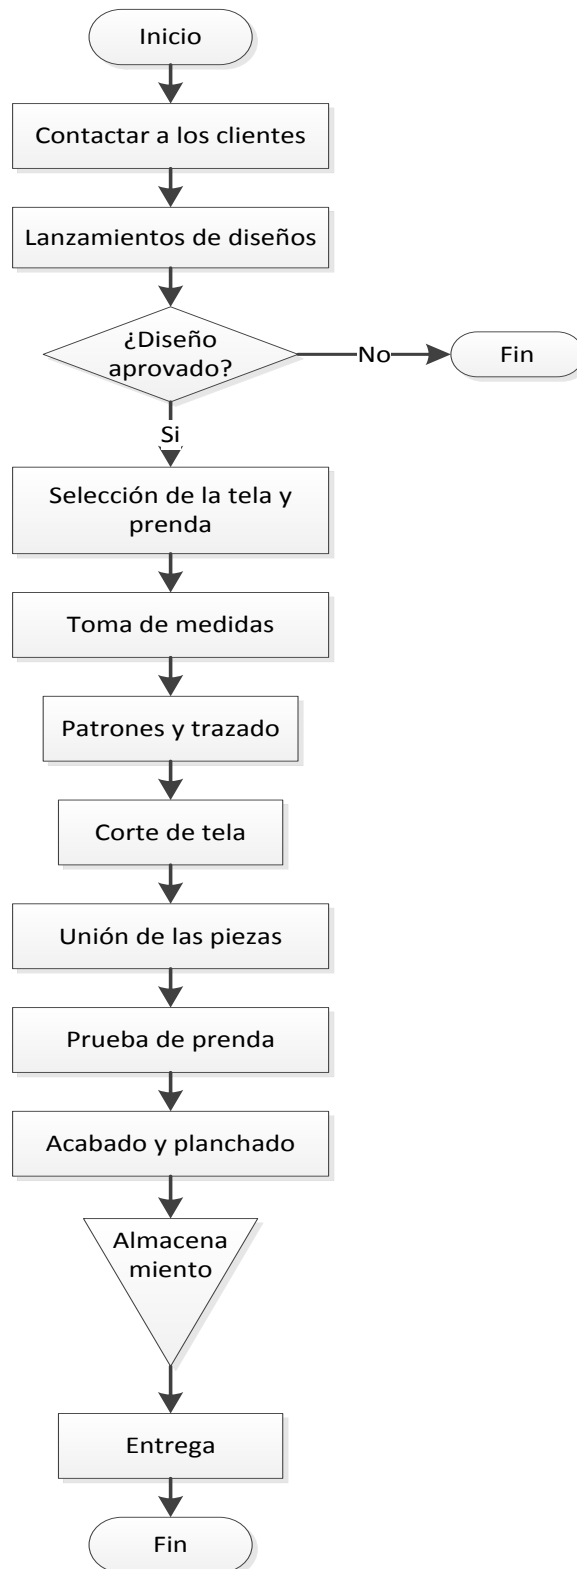 Inicio
Contactar a los clientes
Lanzamientos de diseños
¿Diseño
aprovado?
No
Fin
Si
Selección de la tela y
prenda
Toma de medidas
Patrones y trazado
Corte de tela
Unión de las piezas
Prueba de prenda
Acabado y planchado
Almacena
miento
Entrega
Fin